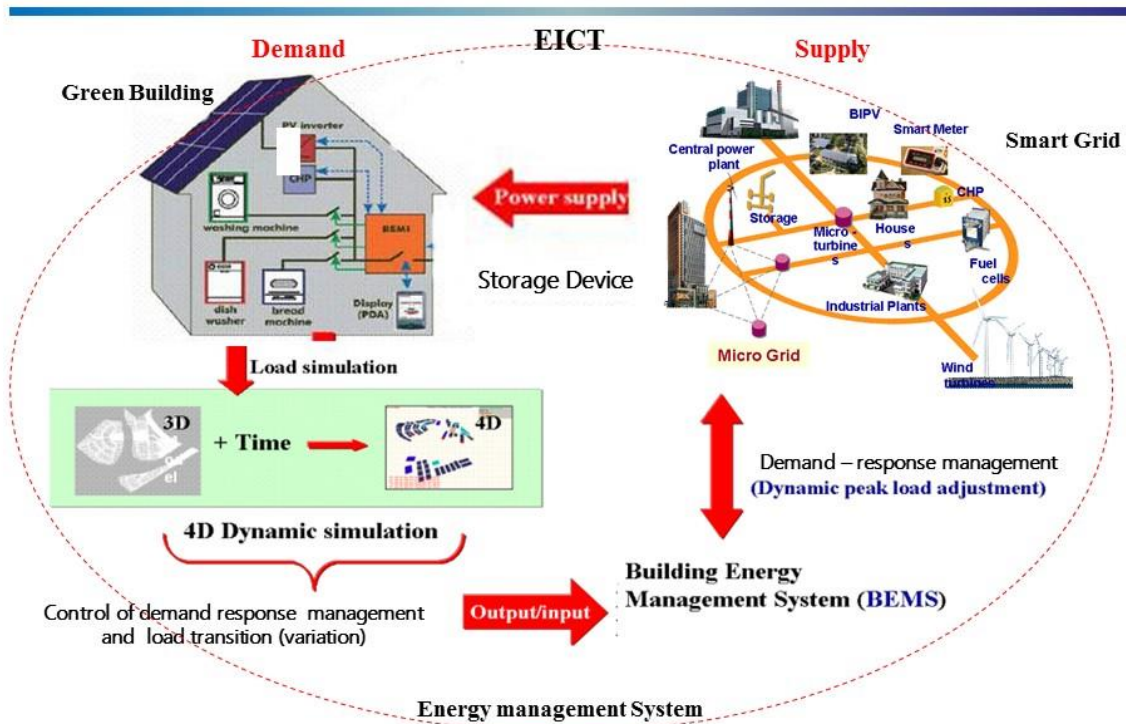 EICT
Demand
Supply
Green Building
Smart Grid
PV inverter
CHP
washing machine
BEMI
dish
washer
bread
machine
Display
(PDA)
Power supply
Storage Device
BIPV
Smart Meter
Central power
plant
CHP
Storage
Micro -
turbine
s
House
s
Fuel
cells
Industrial Plants
Micro Grid
Wind
turbines
Load simulation
3D
el
+ Time
4D
4D Dynamic simulation
Demand – response management
(Dynamic peak load adjustment)
Control of demand response management
and load transition (variation)
Output/input
Building Energy
Management System (BEMS)
Energy management System